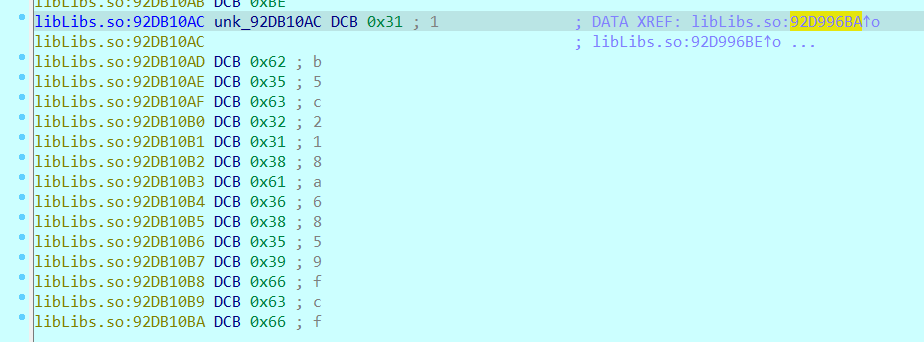 libLibs.so:92DB10AB DCB 0xBE
libLibs.so:92DB10AC unk_92DB10AC DCB 0x31 ; 1 ; DATA XREF: libLibs.so:92D996BA↑o
libLibs.so:92DB10AC ; libLibs.so:92D996BE↑o ...
libLibs.so:92DB10AD DCB 0x62 ; b
libLibs.so:92DB10AE DCB 0x35 ; 5
libLibs.so:92DB10AF DCB 0x63 ; c
libLibs.so:92DB10B0 DCB 0x32 ; 2
libLibs.so:92DB10B1 DCB 0x31 ; 1
libLibs.so:92DB10B2 DCB 0x38 ; 8
libLibs.so:92DB10B3 DCB 0x61 ; a
libLibs.so:92DB10B4 DCB 0x36 ; 6
libLibs.so:92DB10B5 DCB 0x38 ; 8
libLibs.so:92DB10B6 DCB 0x35 ; 5
libLibs.so:92DB10B7 DCB 0x39 ; 9
libLibs.so:92DB10B8 DCB 0x66 ; f
libLibs.so:92DB10B9 DCB 0x63 ; c
libLibs.so:92DB10BA DCB 0x66 ; f